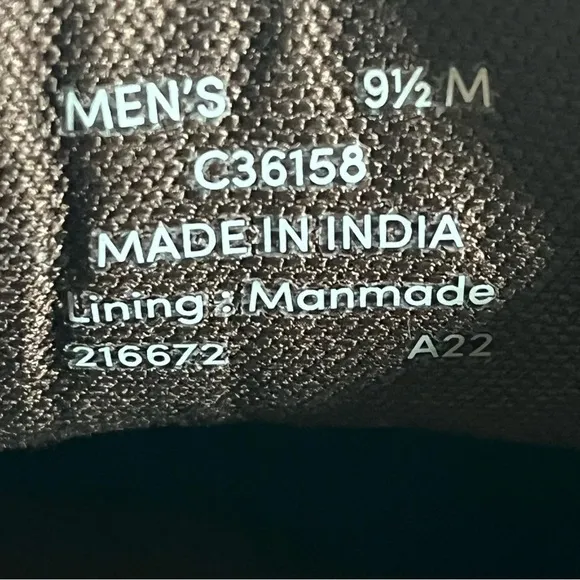 MEN'S 9½ M
C36158
MADE IN INDIA
Lining : Manmade
216672 A22